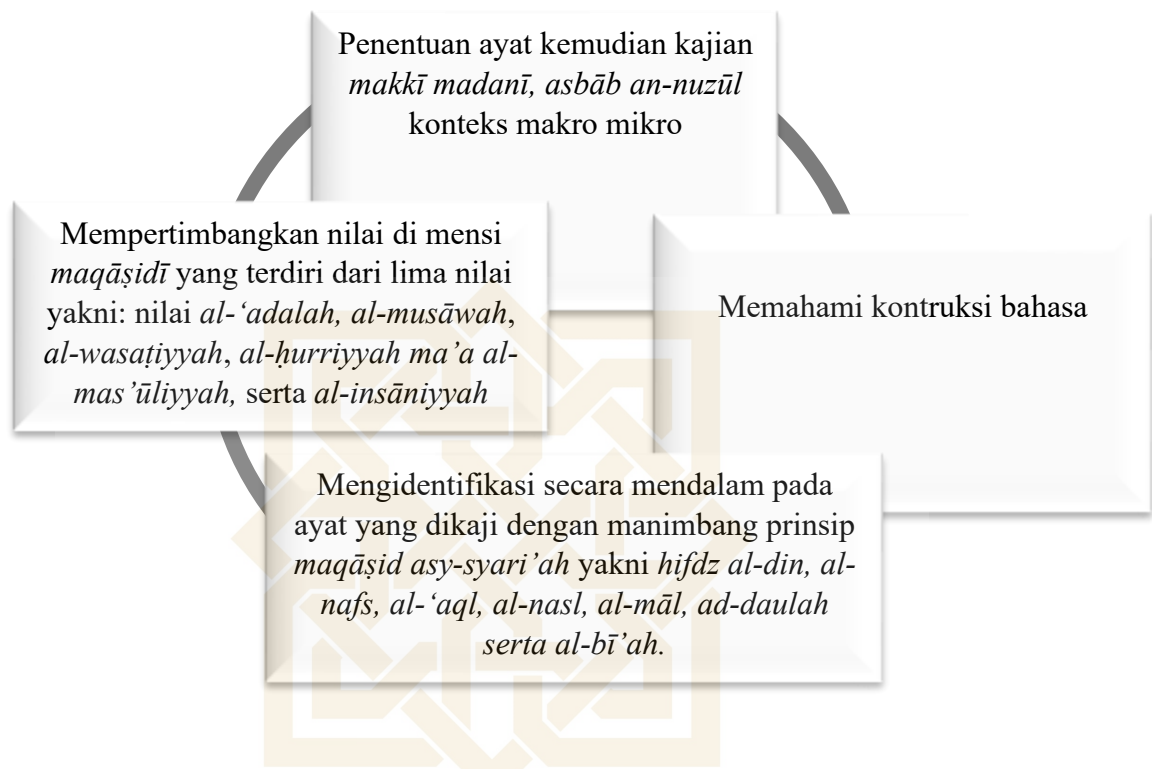 Penentuan ayat kemudian kajian
makkī madanī, asbāb an-nuzūl
konteks makro mikro
Memahami kontruksi bahasa
Mengidentifikasi secara mendalam pada
ayat yang dikaji dengan manimbang prinsip
maqāṣid asy-syari’ah yakni hifdz al-din, al-
nafs, al-‘aql, al-nasl, al-māl, ad-daulah
serta al-bī’ah.
Mempertimbangkan nilai di mensi
maqāṣidī yang terdiri dari lima nilai
yakni: nilai al-‘adalah, al-musāwah,
al-wasaṭiyyah, al-ḥurriyyah ma’a al-
mas’ūliyyah, serta al-insāniyyah